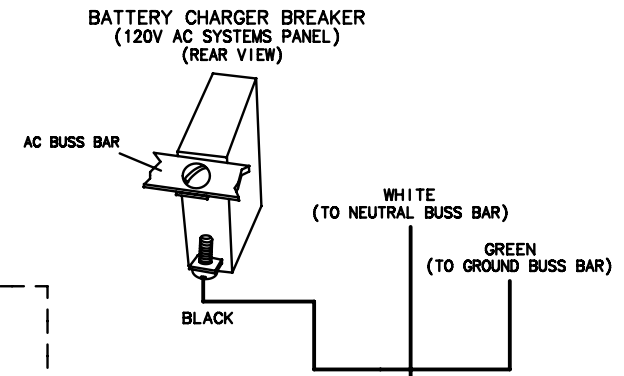 BATTERY CHARGER BREAKER
(120V AC SYSTEMS PANEL)
(REAR VIEW)
AC BUSS BAR
WHITE
(TO NEUTRAL BUSS BAR)
GREEN
(TO GROUND BUSS BAR)
BLACK